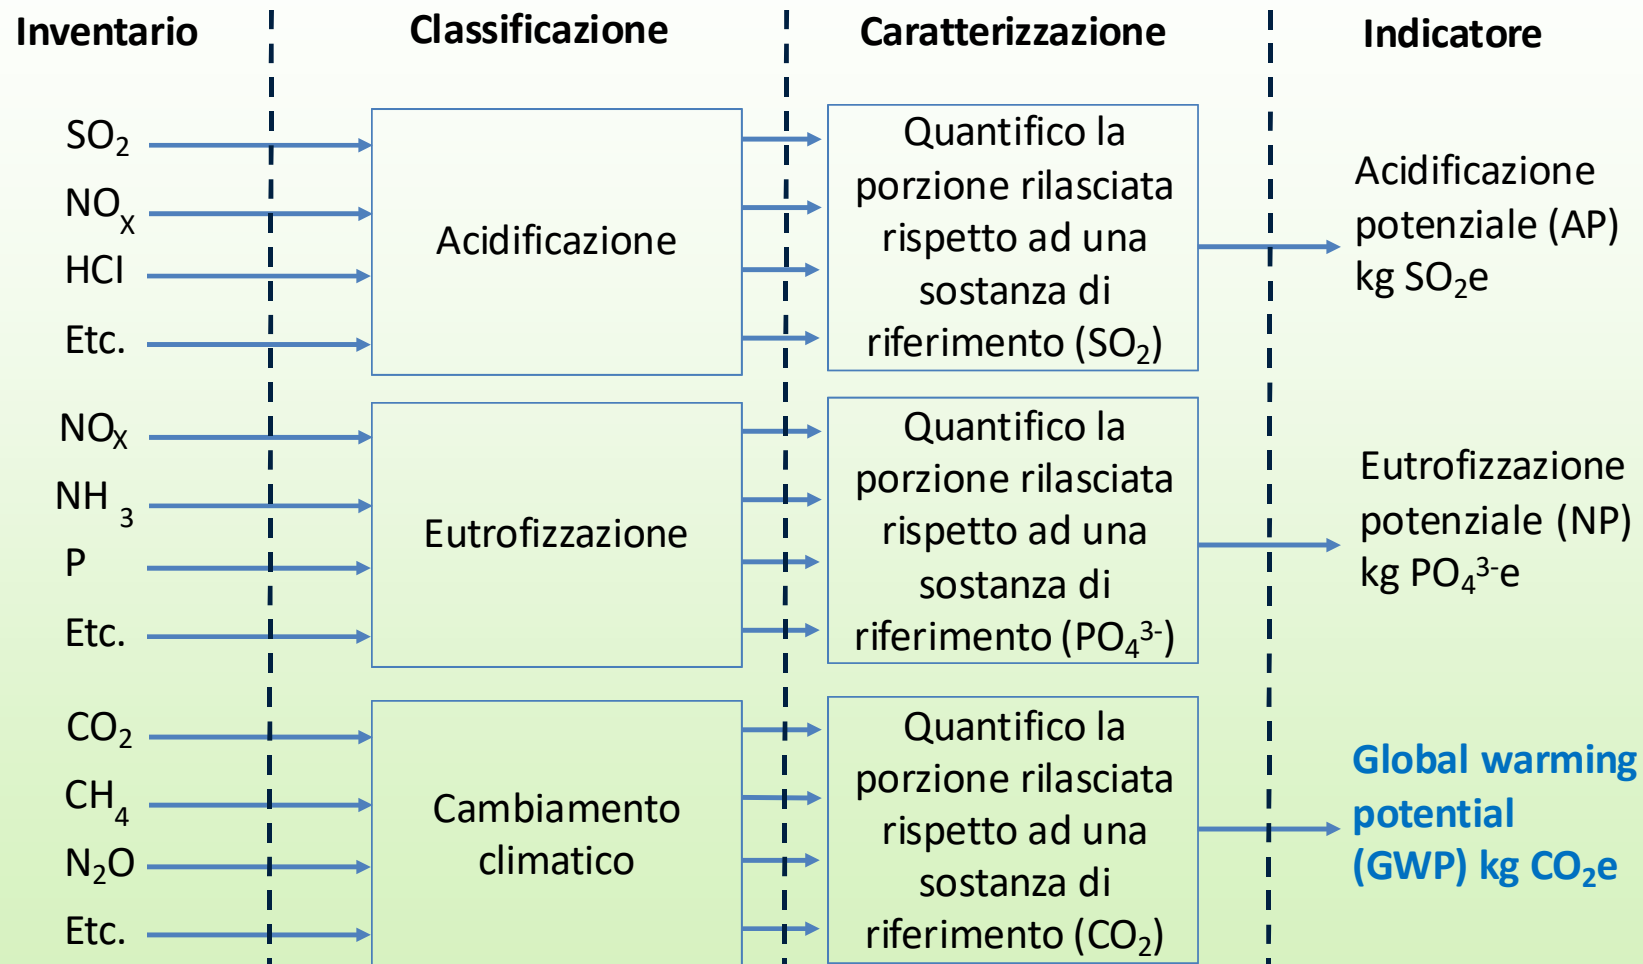 Inventario
Classificazione
Caratterizzazione
Indicatore
SO₂
NOₓ
HCl
Etc.
Acidificazione
Quantifico la
porzione rilasciata
rispetto ad una
sostanza di
riferimento (SO₂)
Acidificazione
potenziale (AP)
kg SO₂e
NOₓ
NH₃
P
Etc.
Eutrofizzazione
Quantifico la
porzione rilasciata
rispetto ad una
sostanza di
riferimento (PO₄³⁻)
Eutrofizzazione
potenziale (NP)
kg PO₄³⁻e
CO₂
CH₄
N₂O
Etc.
Cambiamento
climatico
Quantifico la
porzione rilasciata
rispetto ad una
sostanza di
riferimento (CO₂)
Global warming
potential
(GWP) kg CO₂e